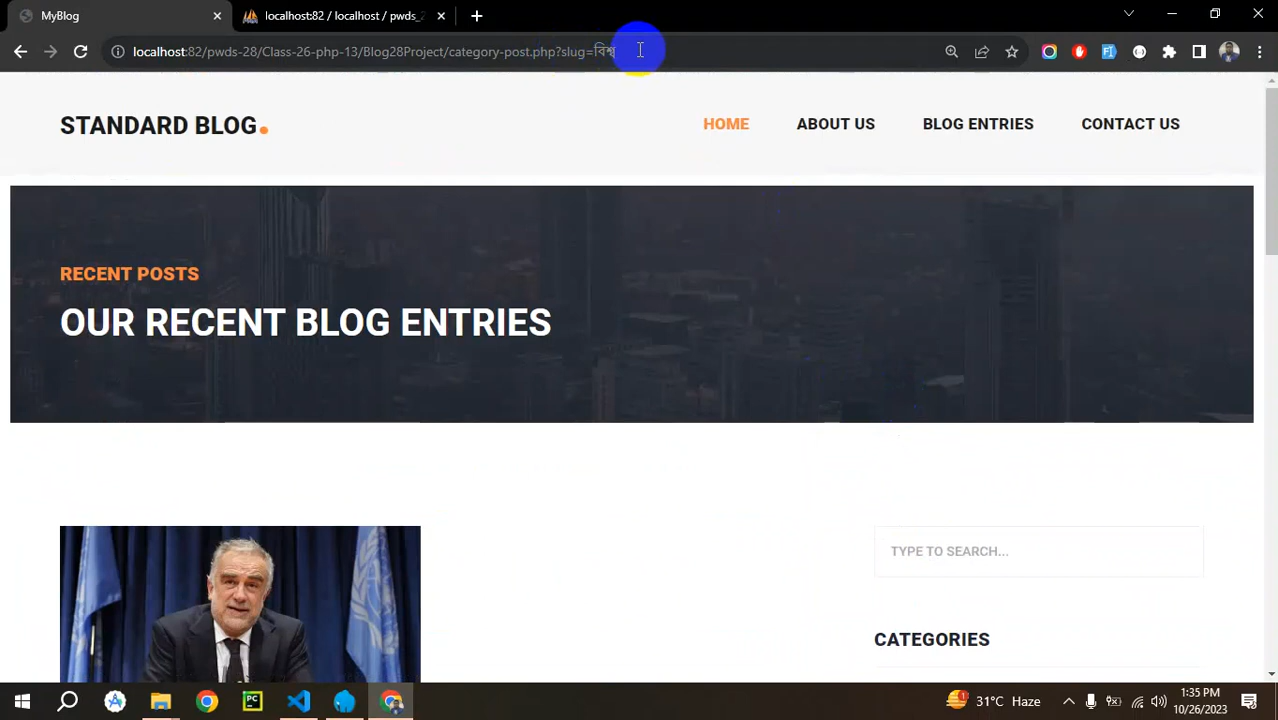 MyBlog
localhost:82 / localhost / pwds_2
localhost:82/pwds-28/Class-26-php-13/Blog28Project/category-post.php?slug=বিশ্ব
STANDARD BLOG.
HOME ABOUT US BLOG ENTRIES CONTACT US
RECENT POSTS
OUR RECENT BLOG ENTRIES
TYPE TO SEARCH...
CATEGORIES
31°C Haze
1:35 PM
10/26/2023